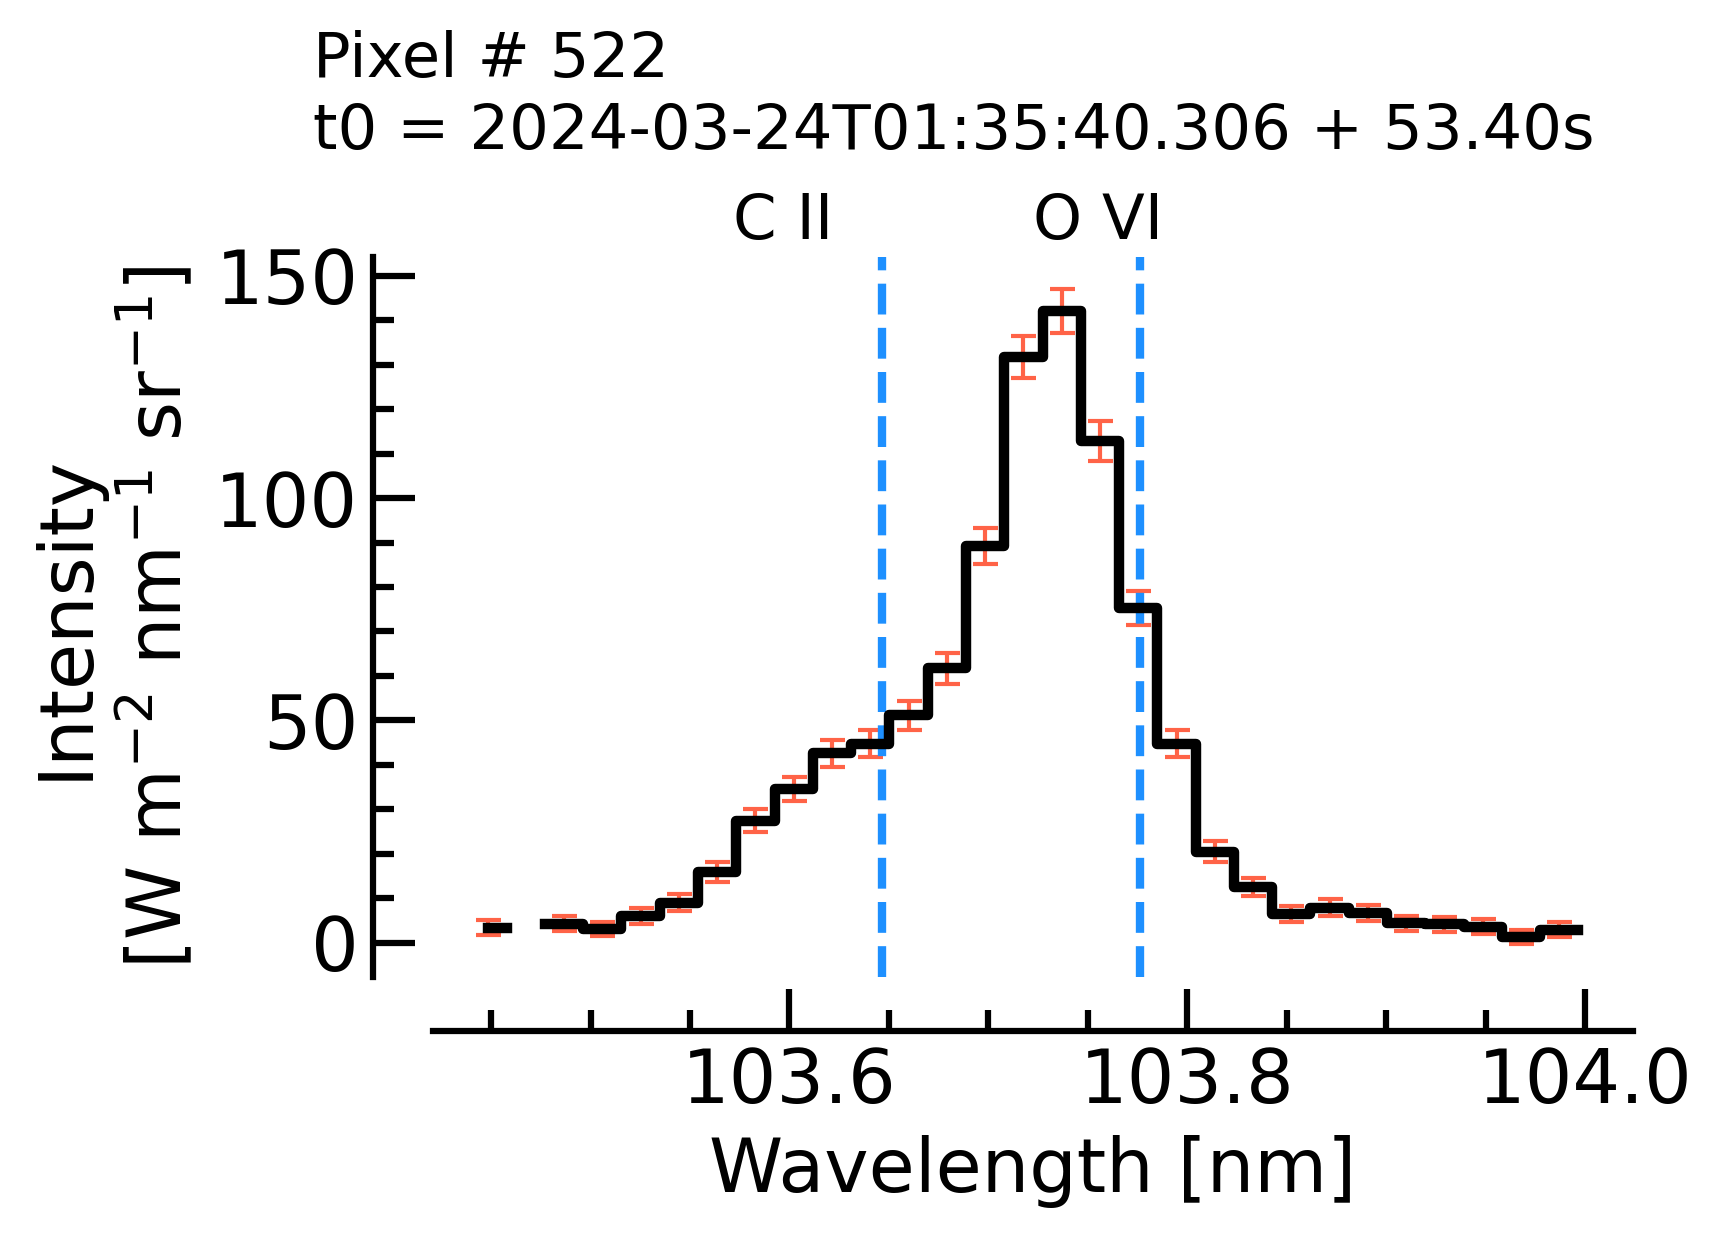 Pixel # 522
t0 = 2024-03-24T01:35:40.306 + 53.40s
C II
O VI
Intensity
[W m⁻² nm⁻¹ sr⁻¹]
150
100
50
0
103.6
103.8
104.0
Wavelength [nm]